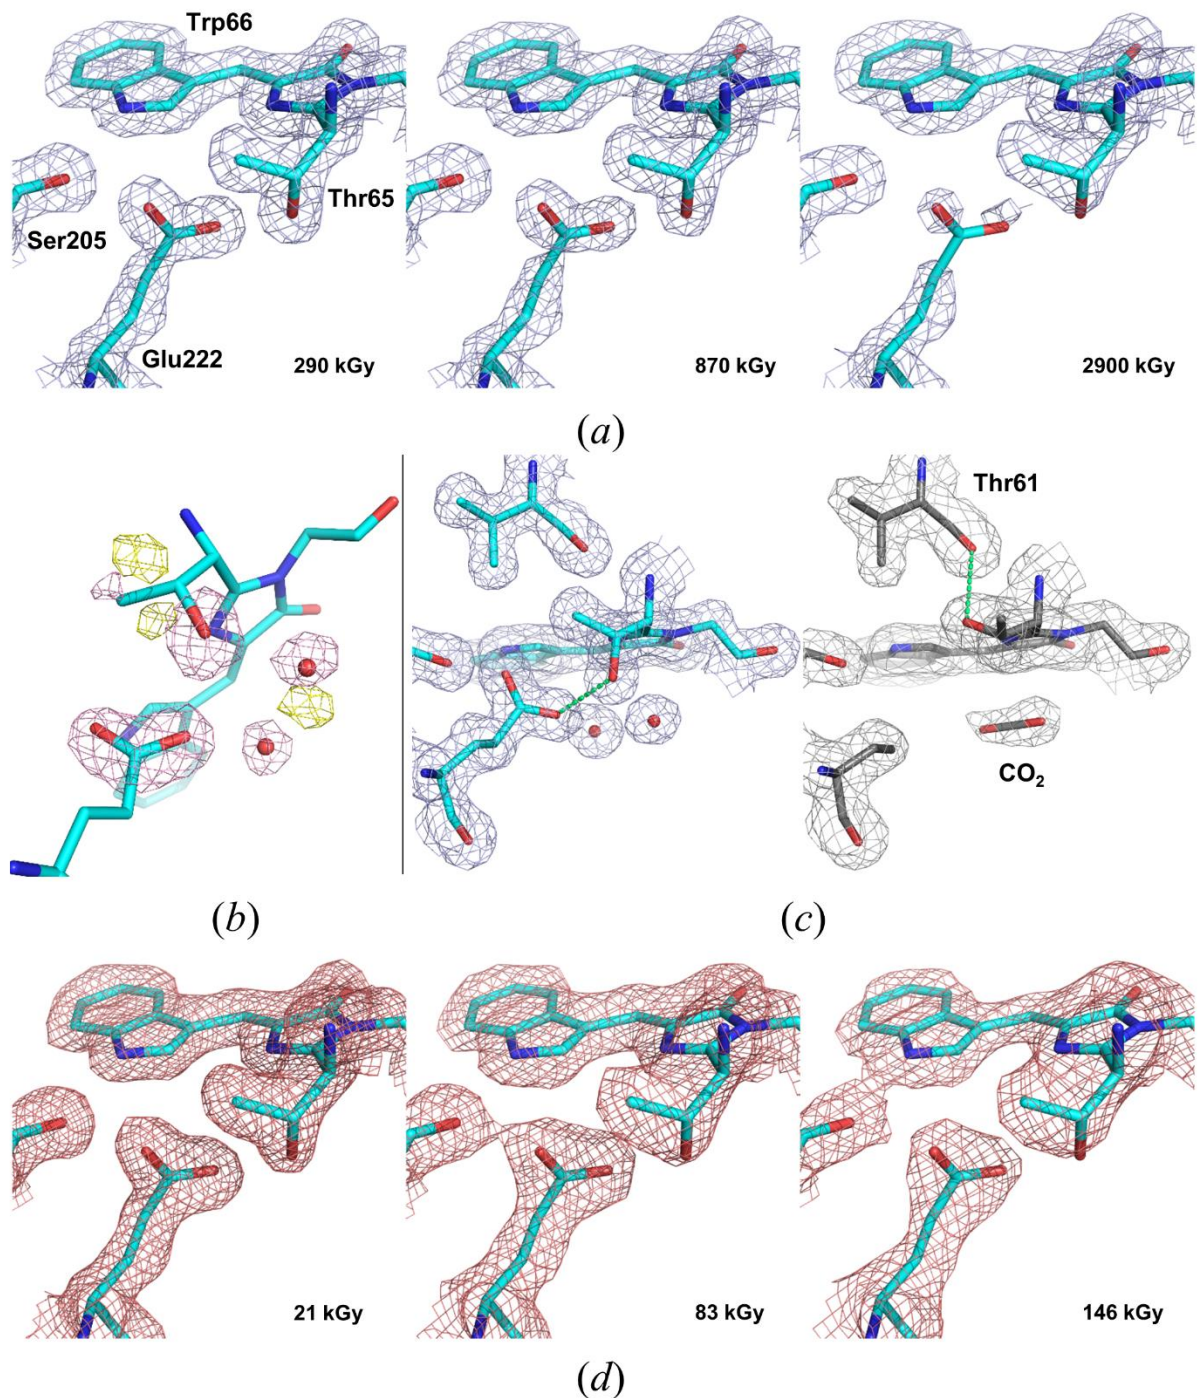 Trp66
Thr65
Ser205
Glu222
290 kGy
870 kGy
2900 kGy
(a)
Thr61
CO₂
(b)
(c)
21 kGy
83 kGy
146 kGy
(d)